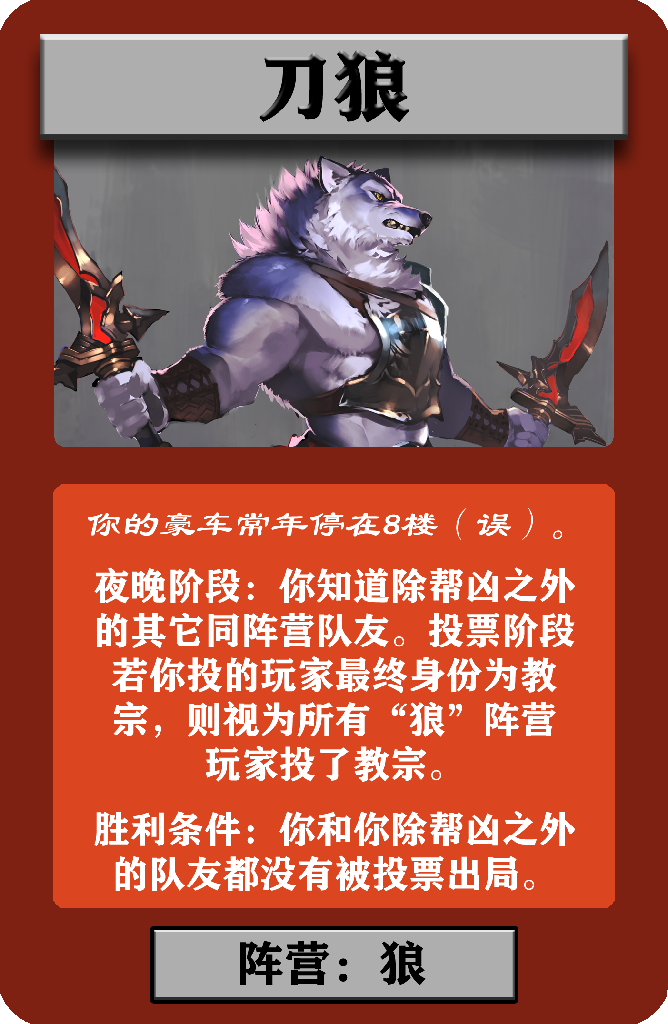 刀狼
你的豪车常年停在8楼（误）。
夜晚阶段：你知道除帮凶之外
的其它同阵营队友。投票阶段
若你投的玩家最终身份为教
宗，则视为所有“狼”阵营
玩家投了教宗。
胜利条件：你和你除帮凶之外
的队友都没有被投票出局。
阵营：狼